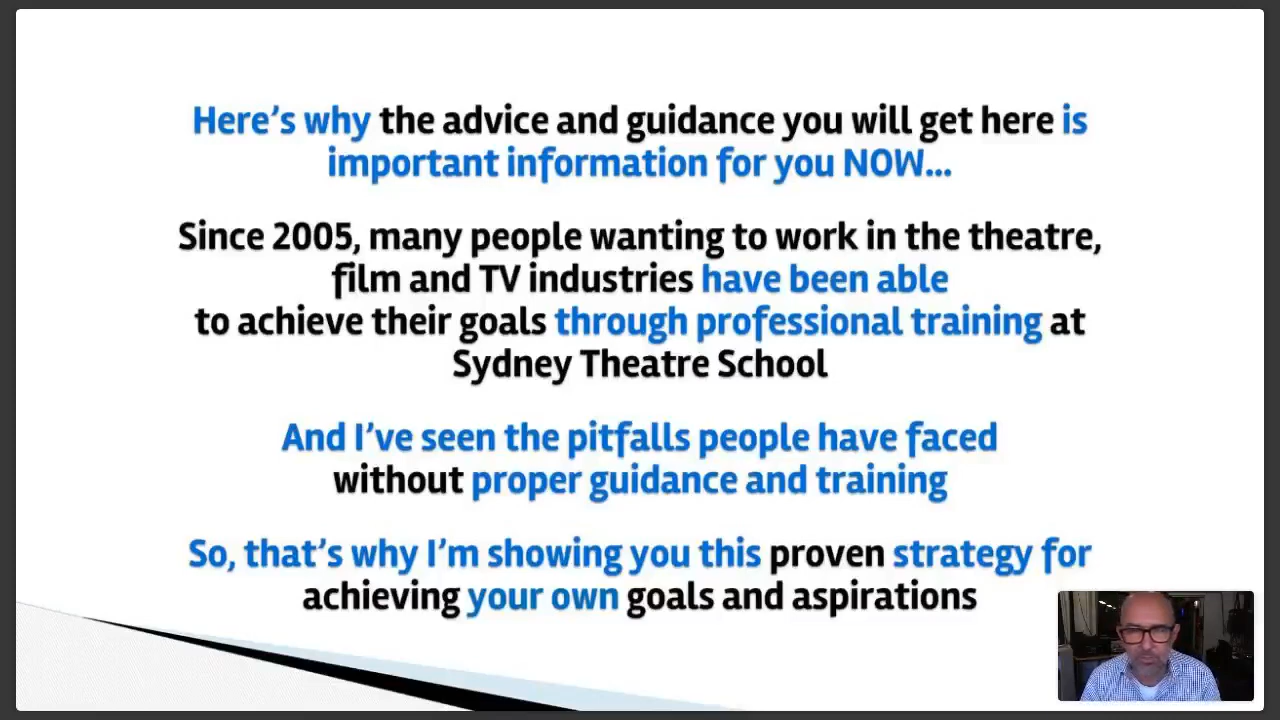 Here’s why the advice and guidance you will get here is
important information for you NOW...
Since 2005, many people wanting to work in the theatre,
film and TV industries have been able
to achieve their goals through professional training at
Sydney Theatre School
And I’ve seen the pitfalls people have faced
without proper guidance and training
So, that’s why I’m showing you this proven strategy for
achieving your own goals and aspirations